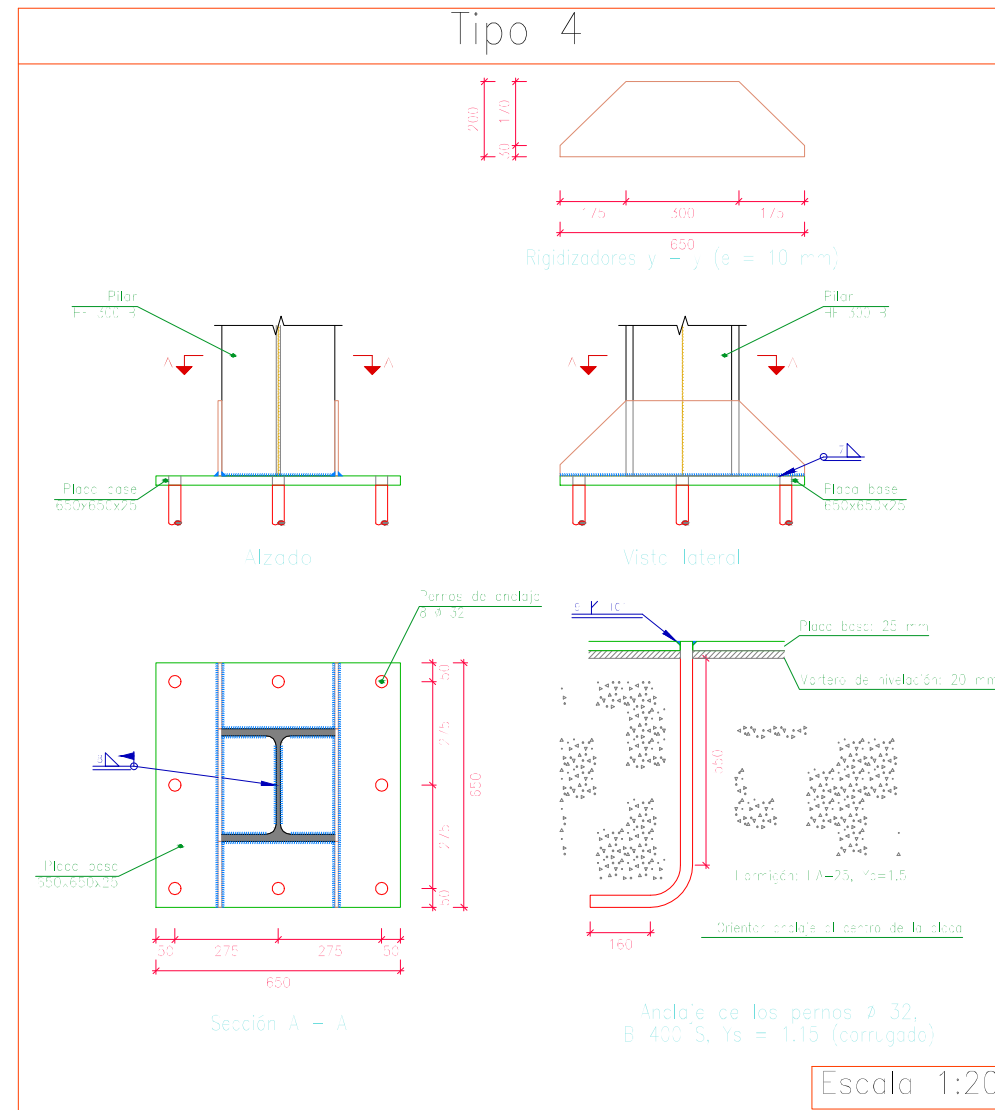 Tipo 4
200
170
30
175
300
175
650
Rigidizadores y - y (e = 10 mm)
Pilar
HE 300 B
Pilar
HE 300 B
A
A
A
A
7
Placa base
650x650x25
Placa base
650x650x25
Alzado
Vista lateral
Pernos de anclaje
8 Ø 32
10
Placa base: 25 mm
Mortero de nivelación: 20 mm
50
275
275
50
650
550
8
Placa base
650x650x25
Hormigón: HA-25, Yc=1.5
Orientar anclaje al centro de la placa
160
50
275
275
50
650
Sección A - A
Anclaje de los pernos Ø 32,
B 400 S, Ys = 1.15 (corrugado)
Escala 1:20